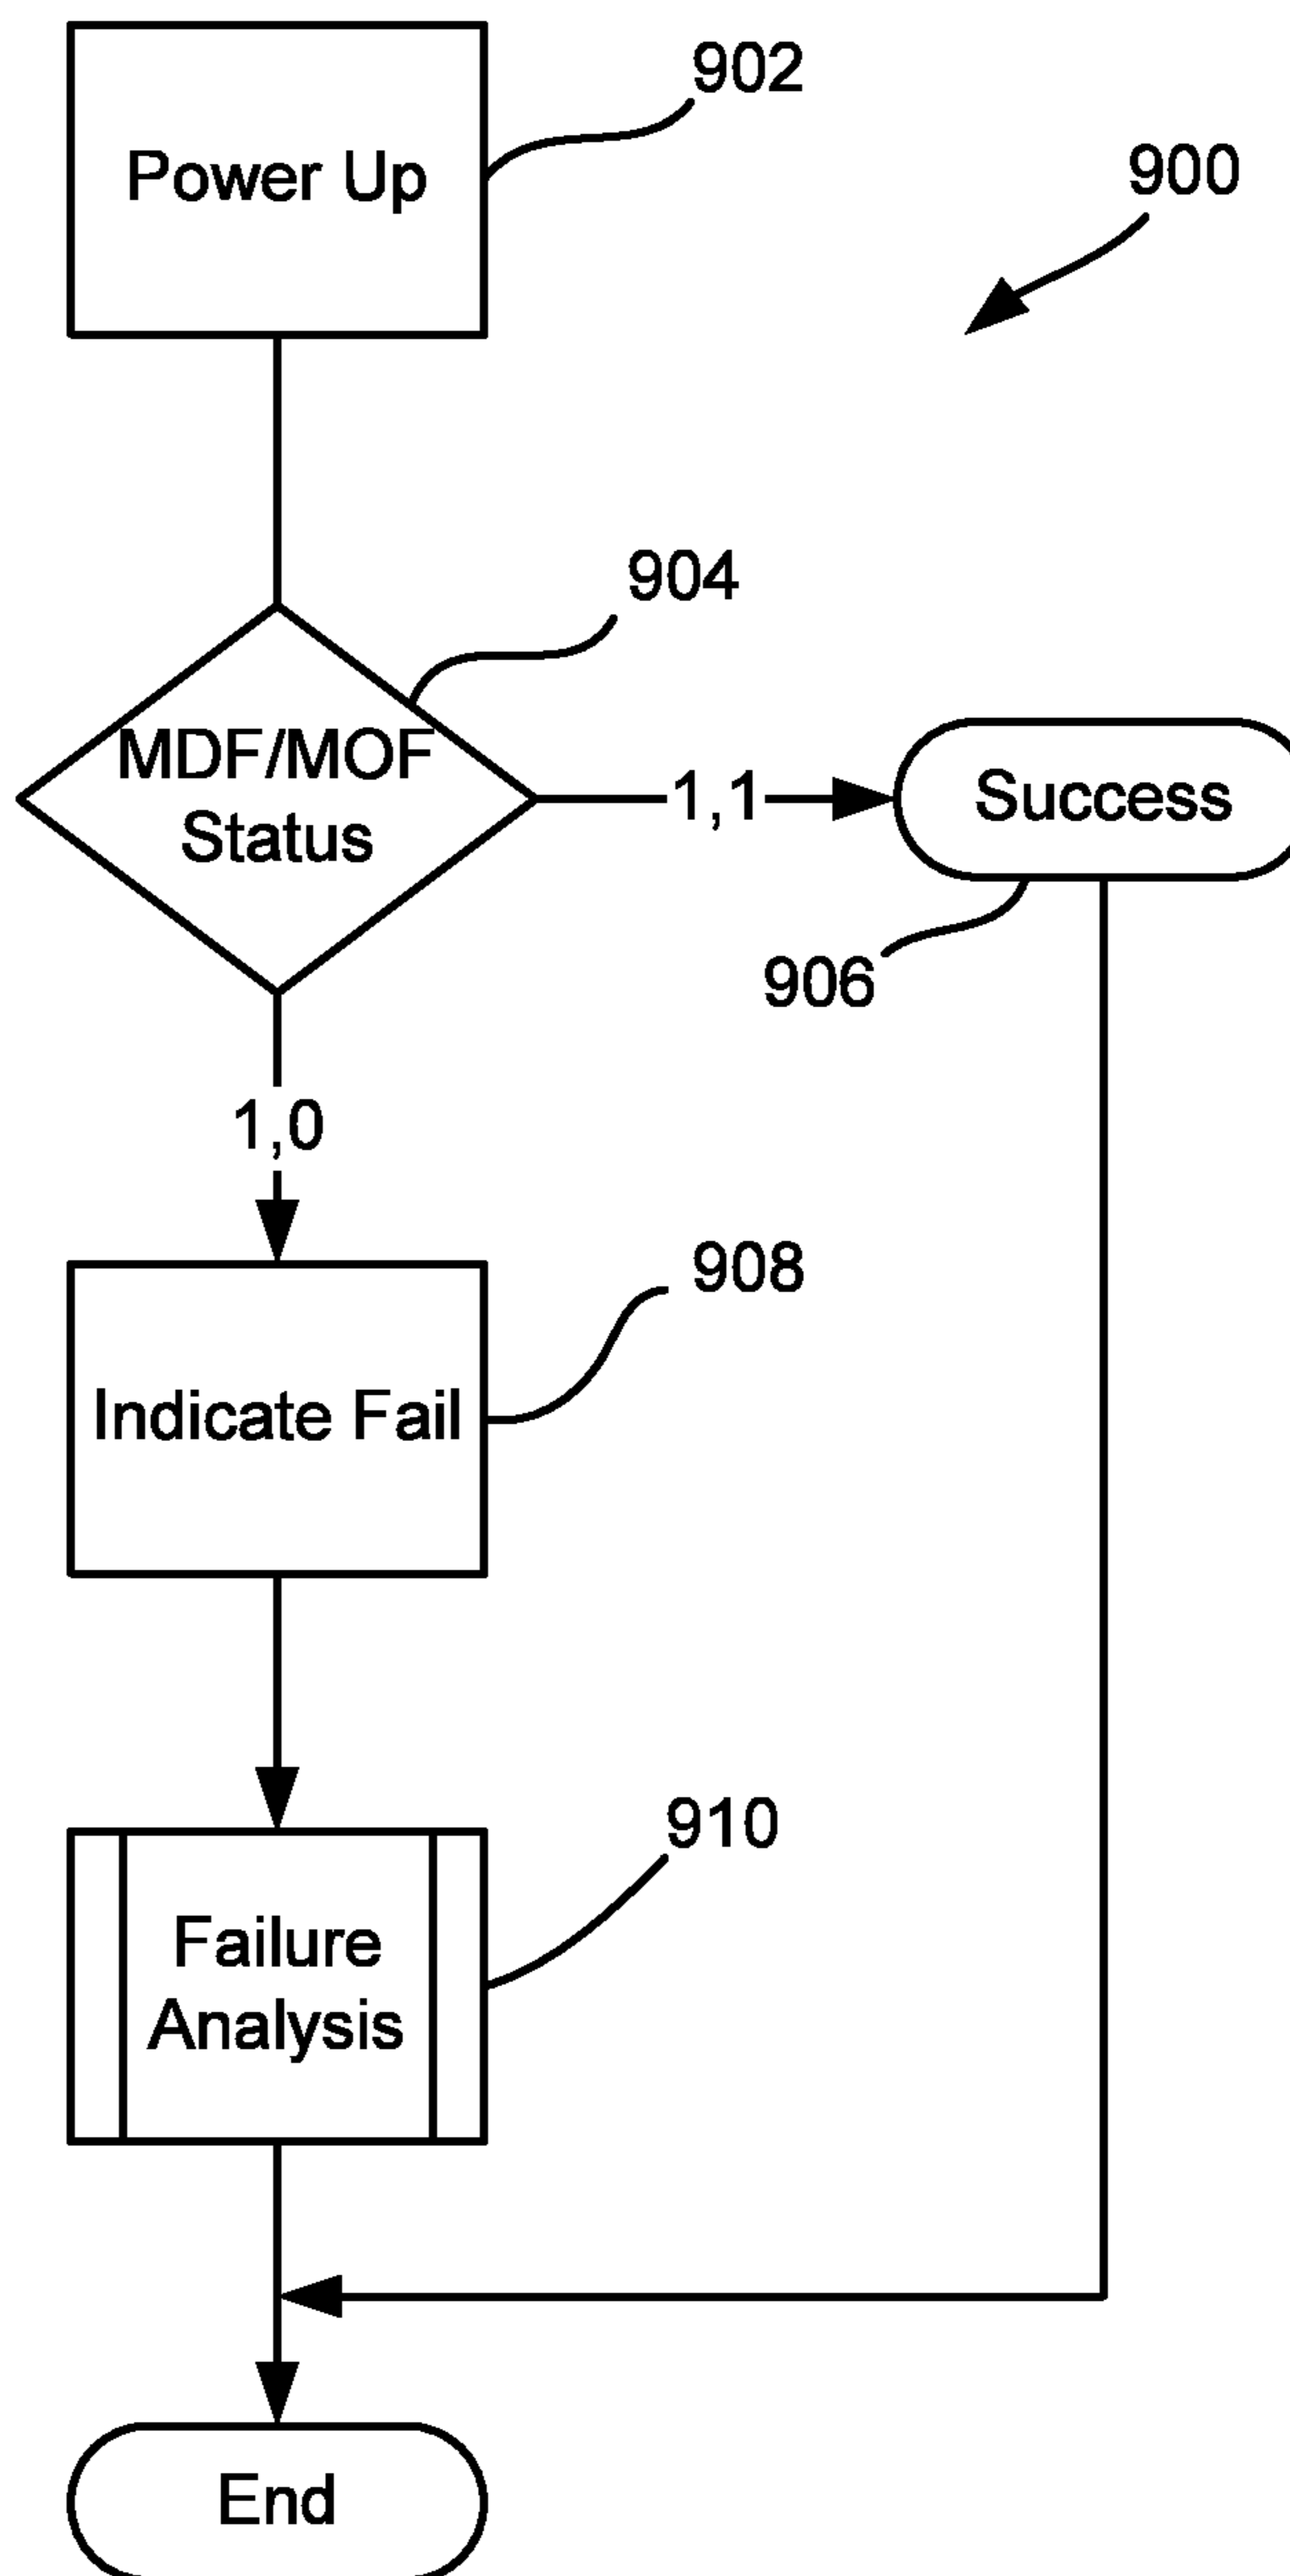 902
Power Up
900
904
MDF/MOF
Status
1,1
Success
906
1,0
908
Indicate Fail
910
Failure
Analysis
End